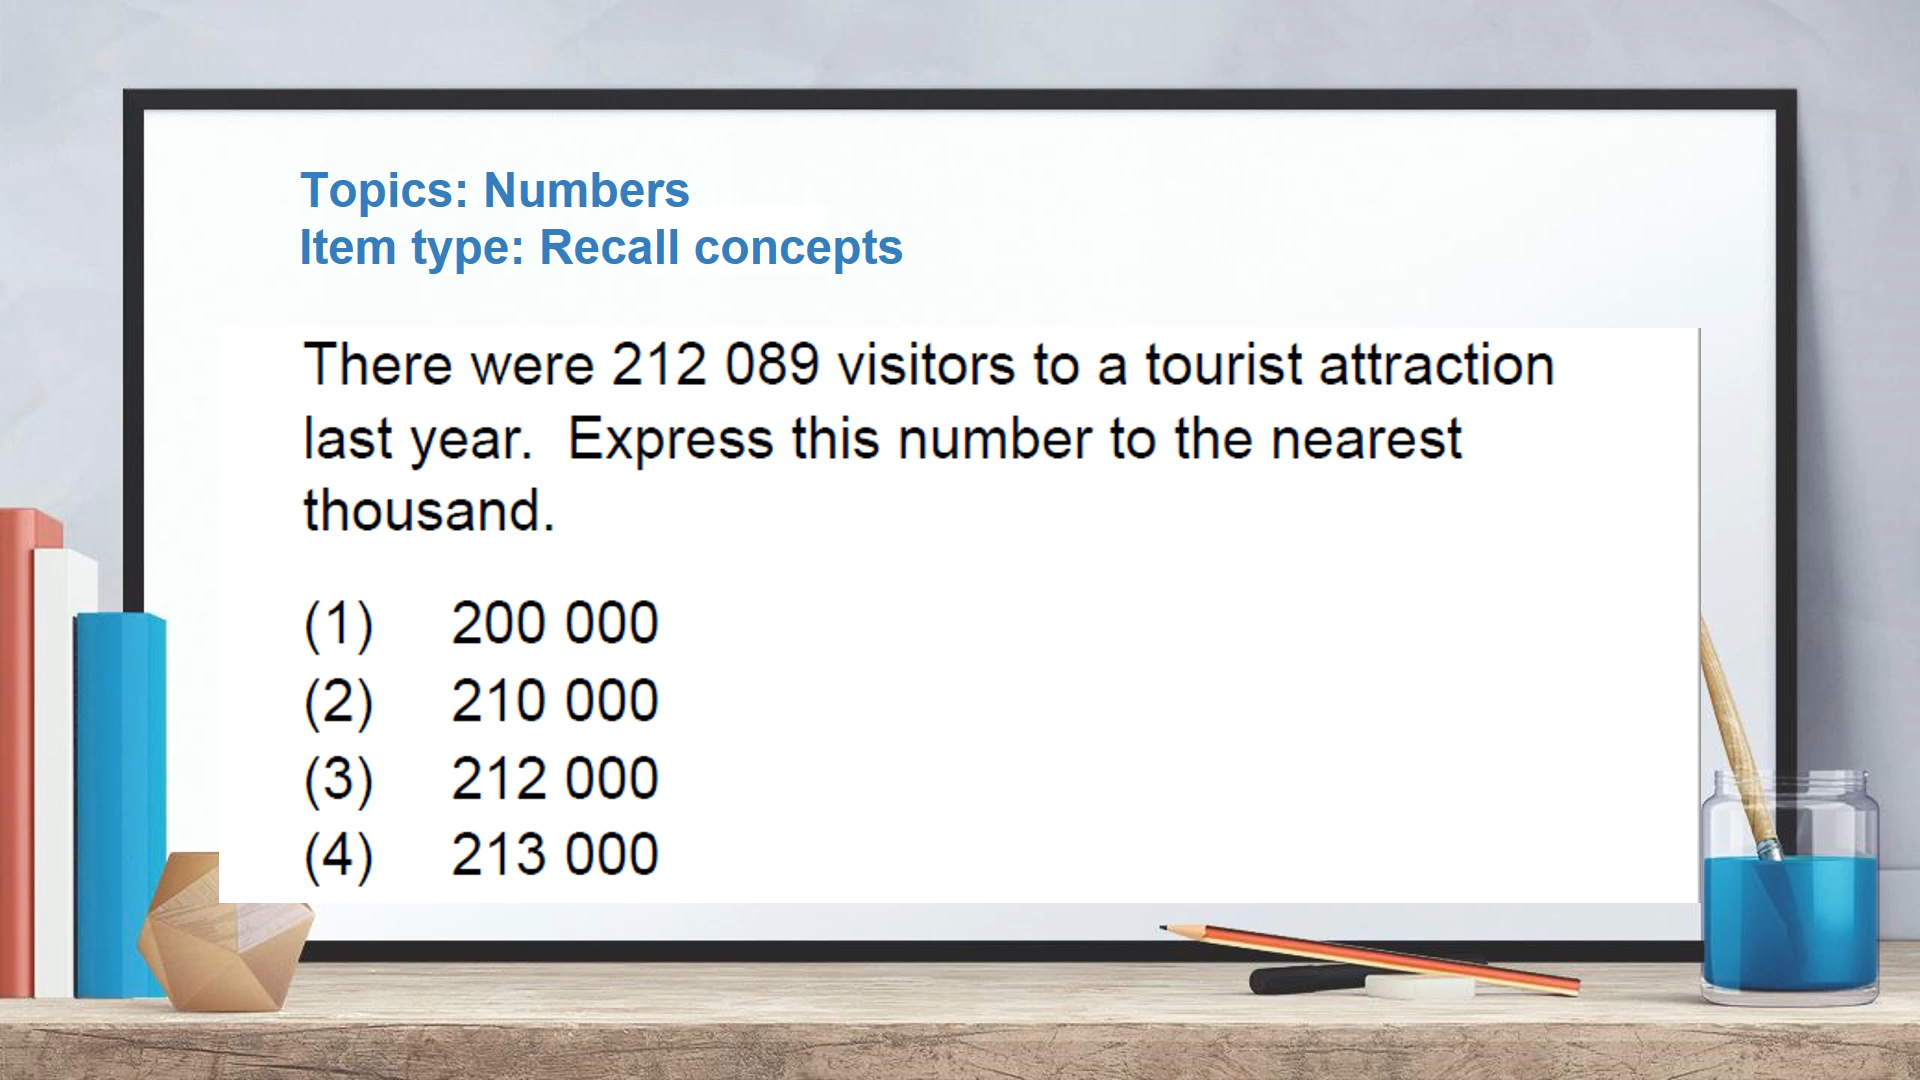 Topics: Numbers
Item type: Recall concepts
There were 212 089 visitors to a tourist attraction
last year.  Express this number to the nearest
thousand.
(1) 200 000
(2) 210 000
(3) 212 000
(4) 213 000